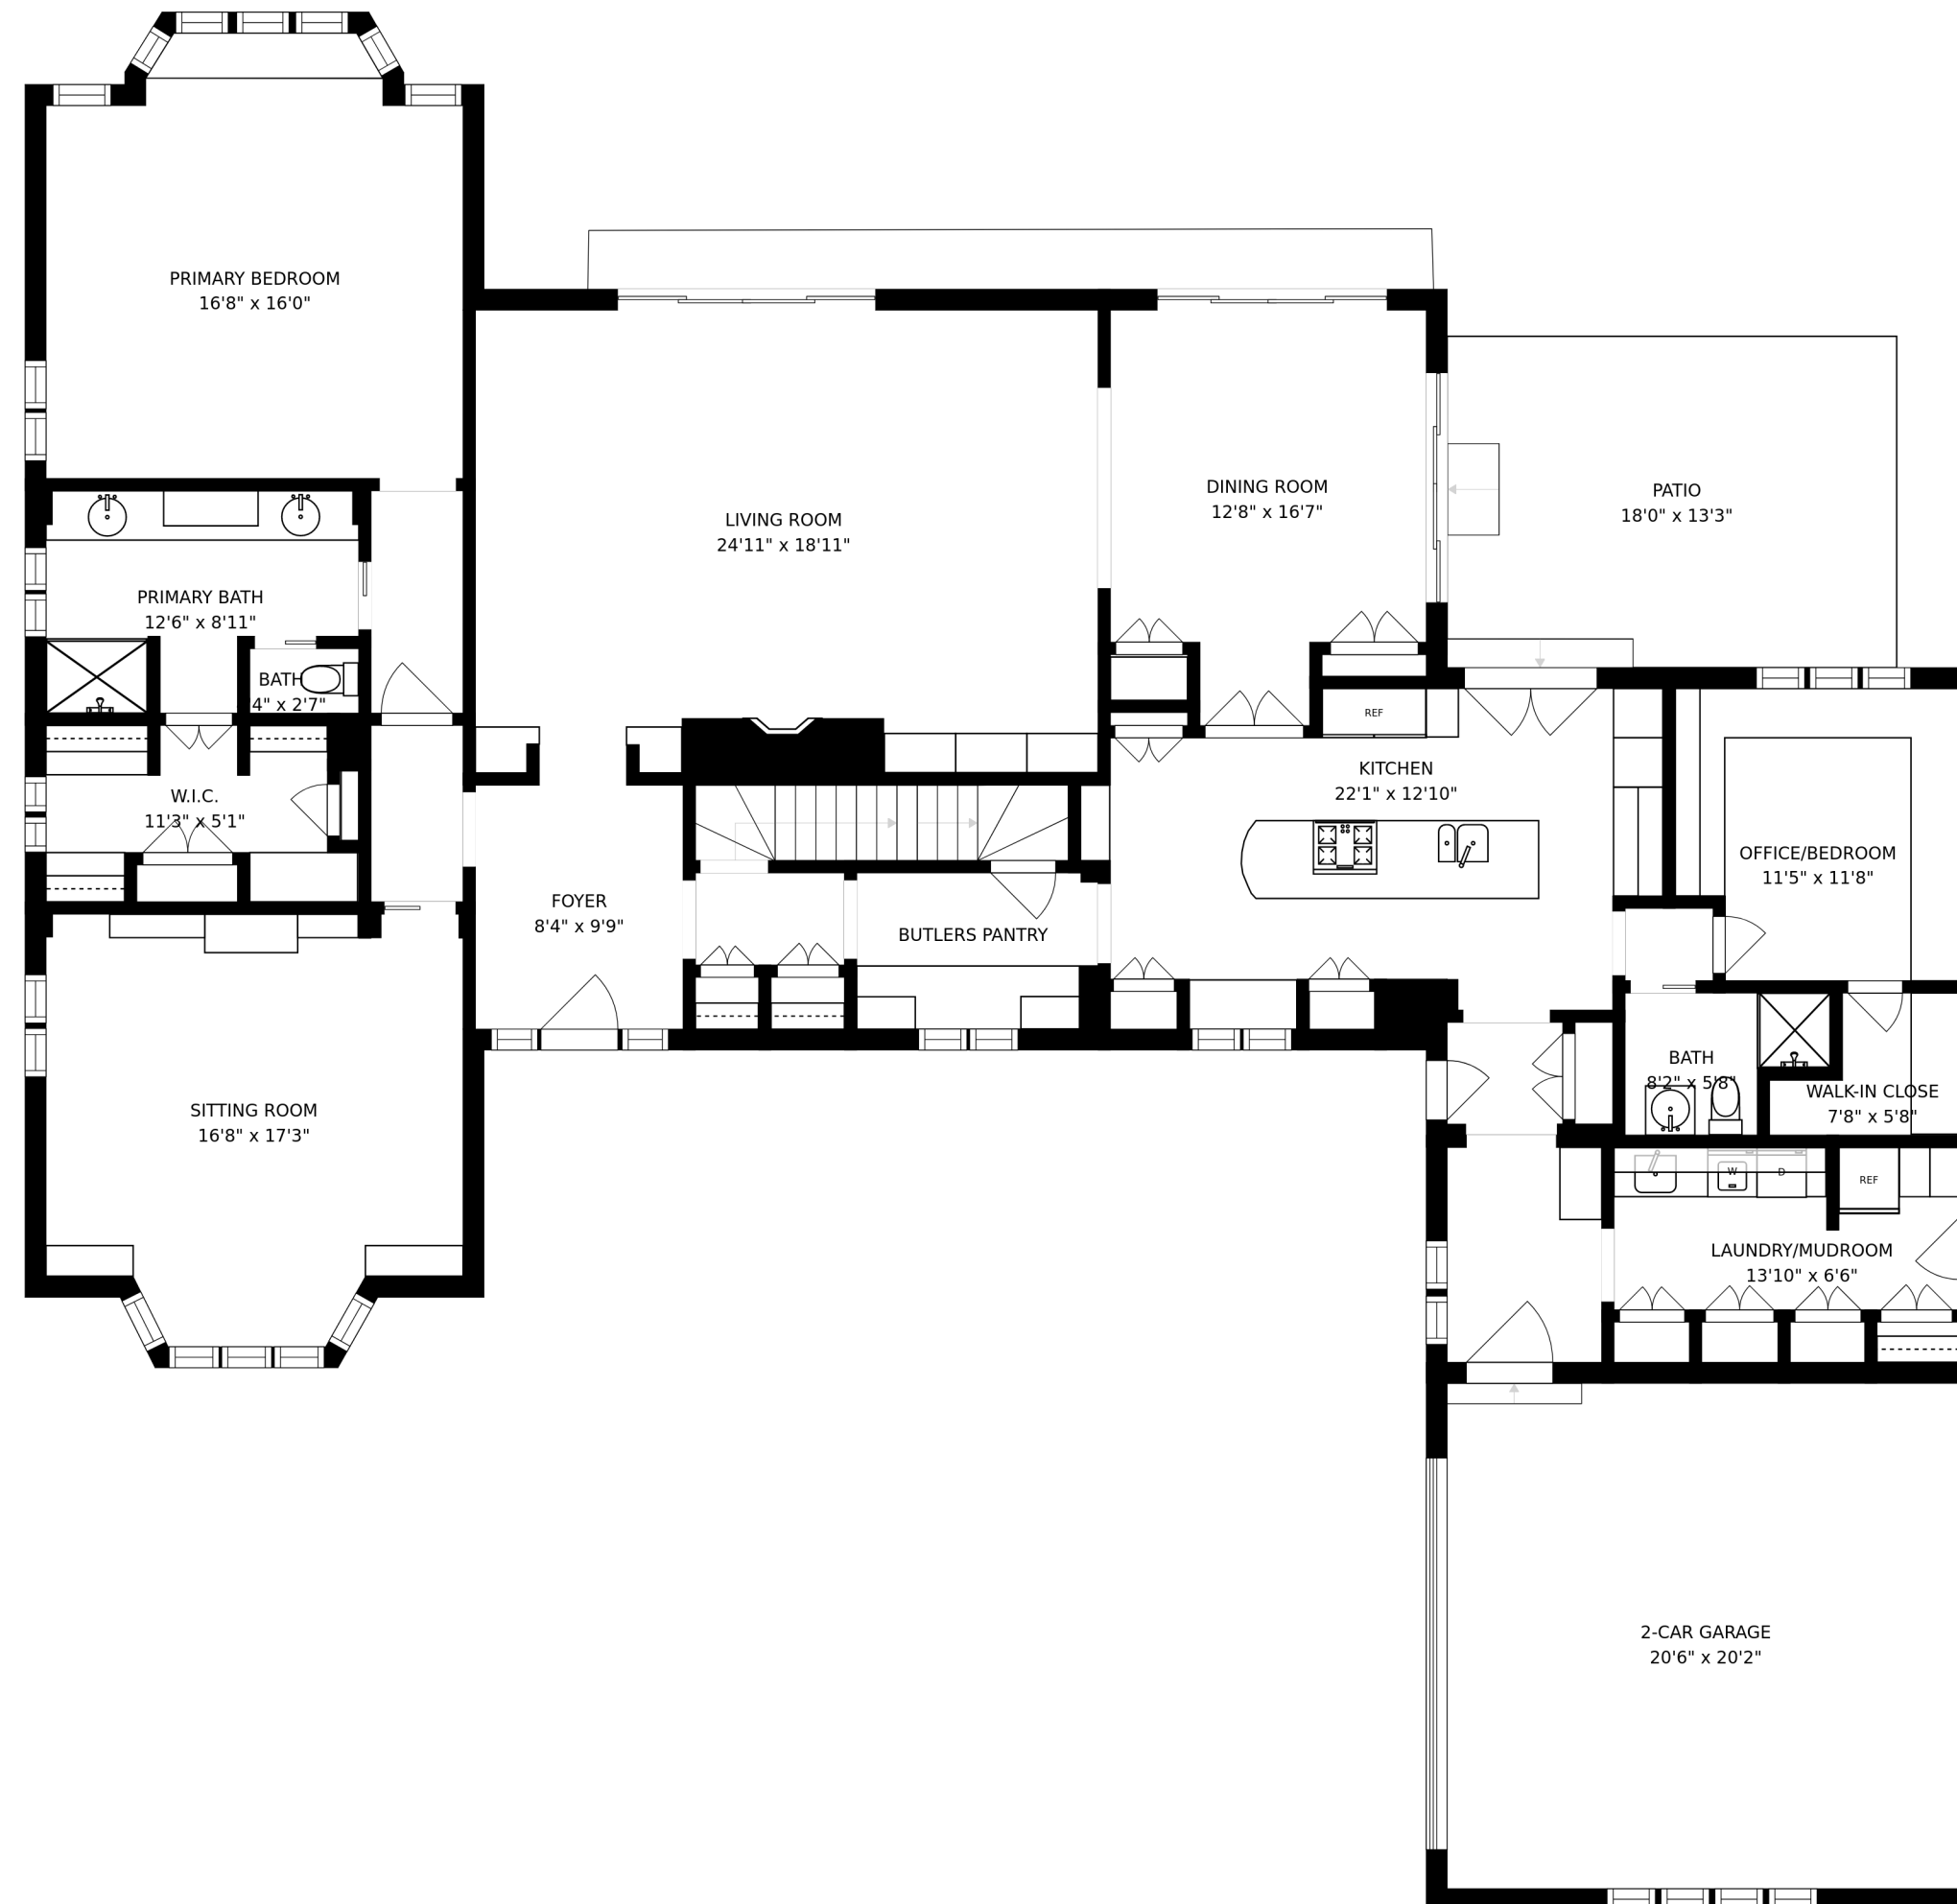 PRIMARY BEDROOM
16'8" x 16'0"
LIVING ROOM
24'11" x 18'11"
DINING ROOM
12'8" x 16'7"
PATIO
18'0" x 13'3"
PRIMARY BATH
12'6" x 8'11"
BATH
4" x 2'7"
REF
W.I.C.
11'3" x 5'1"
KITCHEN
22'1" x 12'10"
OFFICE/BEDROOM
11'5" x 11'8"
FOYER
8'4" x 9'9"
BUTLERS PANTRY
SITTING ROOM
16'8" x 17'3"
BATH
8'2" x 5'8"
WALK-IN CLOSE
7'8" x 5'8"
W
D
REF
LAUNDRY/MUDROOM
13'10" x 6'6"
2-CAR GARAGE
20'6" x 20'2"